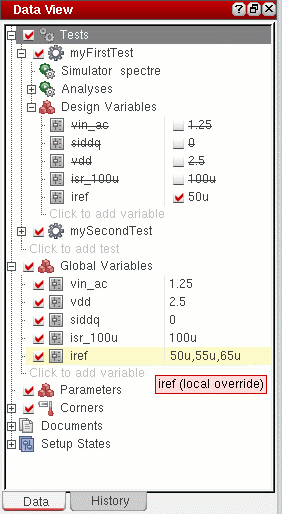 Data View
Tests
myFirstTest
Simulator spectre
Analyses
Design Variables
vin_ac 1.25
siddq 0
vdd 2.5
isr_100u 100u
iref 50u
Click to add variable
mySecondTest
Click to add test
Global Variables
vin_ac 1.25
vdd 2.5
siddq 0
isr_100u 100u
iref 50u,55u,65u
Click to add variable
iref (local override)
Parameters
Corners
Documents
Setup States
Data History